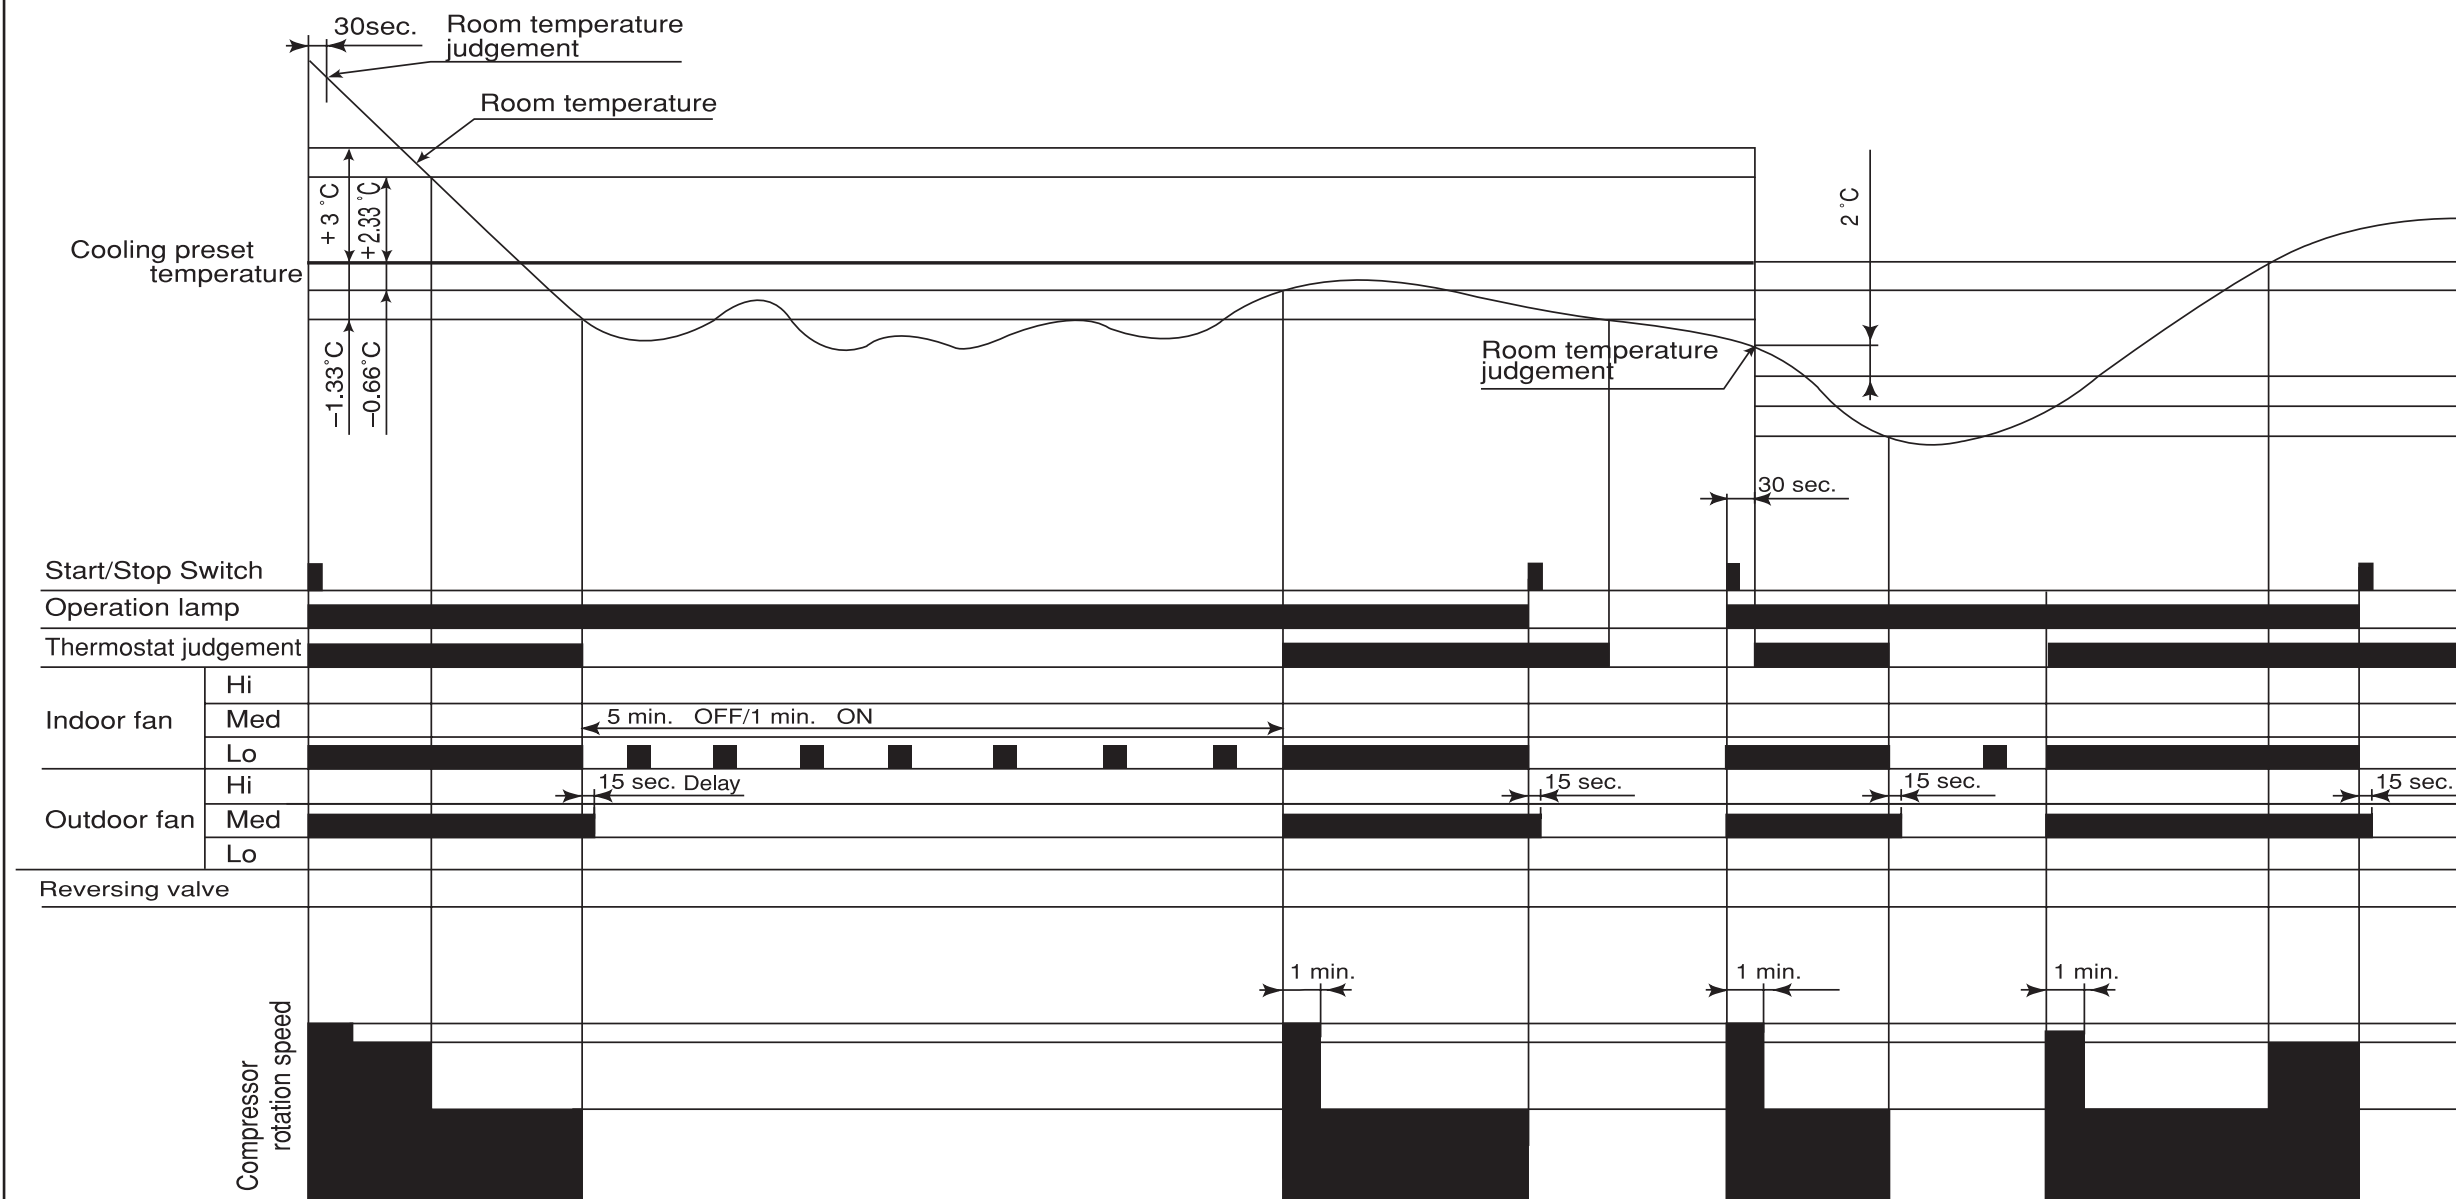 30sec.
Room temperature
judgement
Room temperature
+ 3 °C
+2.33 °C
2 °C
Cooling preset
temperature
−1.33°C
−0.66°C
Room temperature
judgement
30 sec.
Start/Stop Switch
Operation lamp
Thermostat judgement
Hi
Indoor fan
Med
5 min. OFF/1 min. ON
Lo
Hi
15 sec. Delay
15 sec.
15 sec.
15 sec.
Outdoor fan
Med
Lo
Reversing valve
1 min.
1 min.
1 min.
Compressor
rotation speed